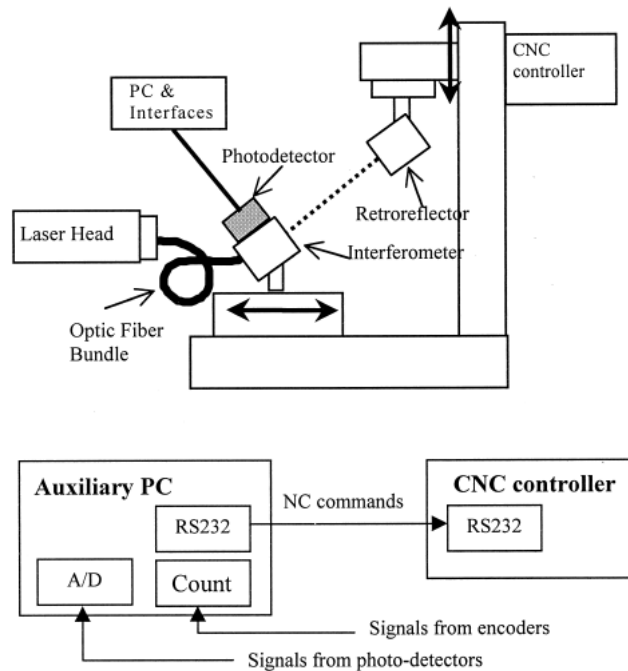 CNC
controller
PC &
Interfaces
Photodetector
Retroreflector
Laser Head
Interferometer
Optic Fiber
Bundle
Auxiliary PC
CNC controller
NC commands
RS232
RS232
A/D
Count
Signals from encoders
Signals from photo-detectors